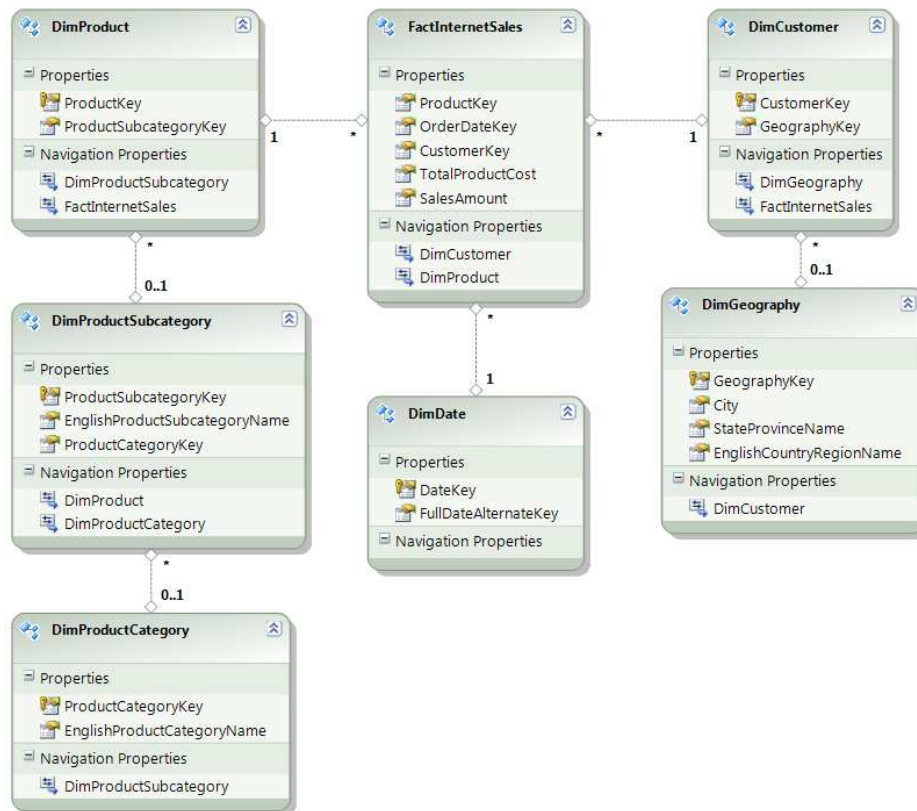 DimProduct
Properties
ProductKey
ProductSubcategoryKey
Navigation Properties
DimProductSubcategory
FactInternetSales
1
*
FactInternetSales
Properties
ProductKey
OrderDateKey
CustomerKey
TotalProductCost
SalesAmount
Navigation Properties
DimCustomer
DimProduct
*
1
DimCustomer
Properties
CustomerKey
GeographyKey
Navigation Properties
DimGeography
FactInternetSales
*
0..1
DimProductSubcategory
Properties
ProductSubcategoryKey
EnglishProductSubcategoryName
ProductCategoryKey
Navigation Properties
DimProduct
DimProductCategory
*
1
DimDate
Properties
DateKey
FullDateAlternateKey
Navigation Properties
*
0..1
DimGeography
Properties
GeographyKey
City
StateProvinceName
EnglishCountryRegionName
Navigation Properties
DimCustomer
*
0..1
DimProductCategory
Properties
ProductCategoryKey
EnglishProductCategoryName
Navigation Properties
DimProductSubcategory